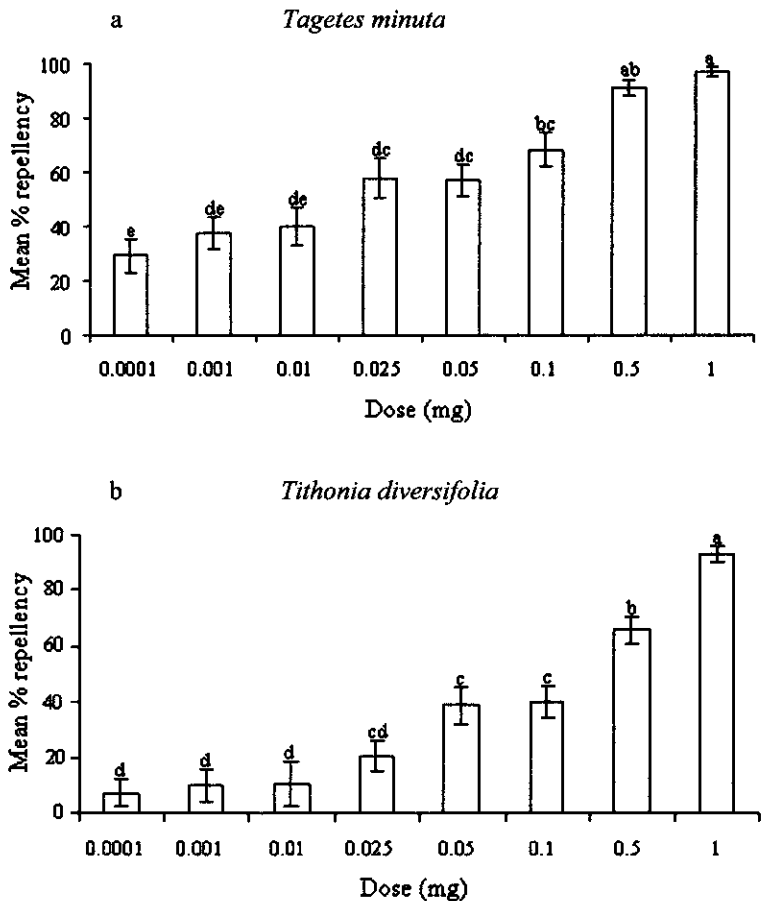 a Tagetes minuta
100
80
60
40
20
0
Mean % repellency
e de de dc dc bc ab a
0.0001 0.001 0.01 0.025 0.05 0.1 0.5 1
Dose (mg)
b Tithonia diversifolia
100
80
60
40
20
0
Mean % repellency
d d d cd c c b a
0.0001 0.001 0.01 0.025 0.05 0.1 0.5 1
Dose (mg)